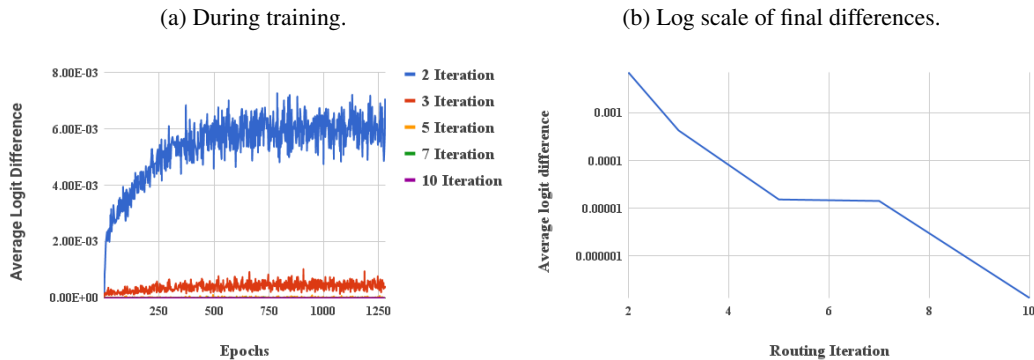 (a) During training.
8.00E-03
6.00E-03
4.00E-03
2.00E-03
0.00E+00
Average Logit Difference
250
500
750
1000
1250
Epochs
2 Iteration
3 Iteration
5 Iteration
7 Iteration
10 Iteration
(b) Log scale of final differences.
0.001
0.0001
0.00001
0.000001
Average logit difference
2
4
6
8
10
Routing Iteration